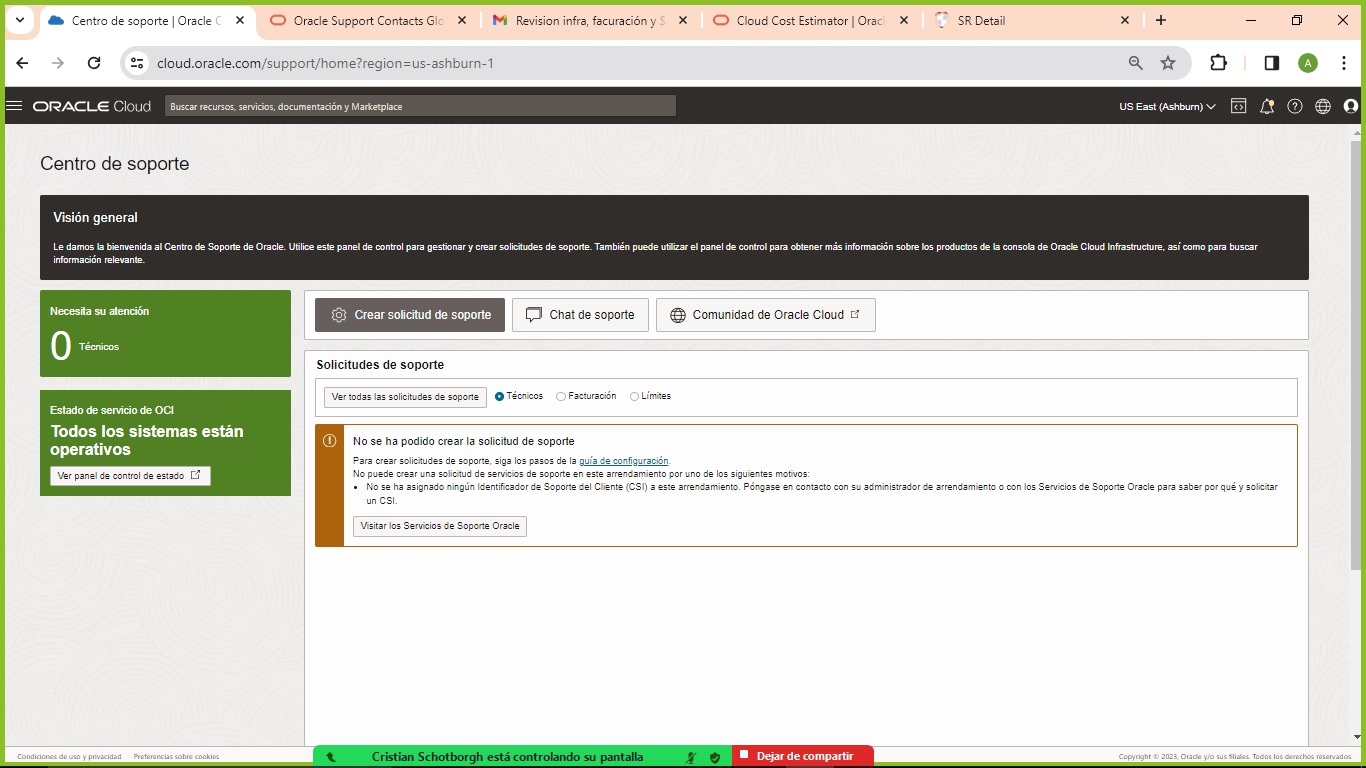 Centro de soporte | Oracle C
Oracle Support Contacts Glo
Revision infra, facuración y S
Cloud Cost Estimator | Oracl
SR Detail
cloud.oracle.com/support/home?region=us-ashburn-1
A
ORACLE Cloud
Buscar recursos, servicios, documentación y Marketplace
US East (Ashburn)
Centro de soporte
Visión general
Le damos la bienvenida al Centro de Soporte de Oracle. Utilice este panel de control para gestionar y crear solicitudes de soporte. También puede utilizar el panel de control para obtener más información sobre los productos de la consola de Oracle Cloud Infrastructure, así como para buscar
información relevante.
Necesita su atención
0 Técnicos
Estado de servicio de OCI
Todos los sistemas están
operativos
Ver panel de control de estado
Crear solicitud de soporte
Chat de soporte
Comunidad de Oracle Cloud
Solicitudes de soporte
Ver todas las solicitudes de soporte
Técnicos
Facturación
Límites
No se ha podido crear la solicitud de soporte
Para crear solicitudes de soporte, siga los pasos de la guía de configuración.
No puede crear una solicitud de servicios de soporte en este arrendamiento por uno de los siguientes motivos:
• No se ha asignado ningún Identificador de Soporte del Cliente (CSI) a este arrendamiento. Póngase en contacto con su administrador de arrendamiento o con los Servicios de Soporte Oracle para saber por qué y solicitar
un CSI.
Visitar los Servicios de Soporte Oracle
Condiciones de uso y privacidad
Preferencias sobre cookies
Cristian Schotborgh está controlando su pantalla
Dejar de compartir
Copyright © 2023, Oracle y/o sus filiales. Todos los derechos reservados.